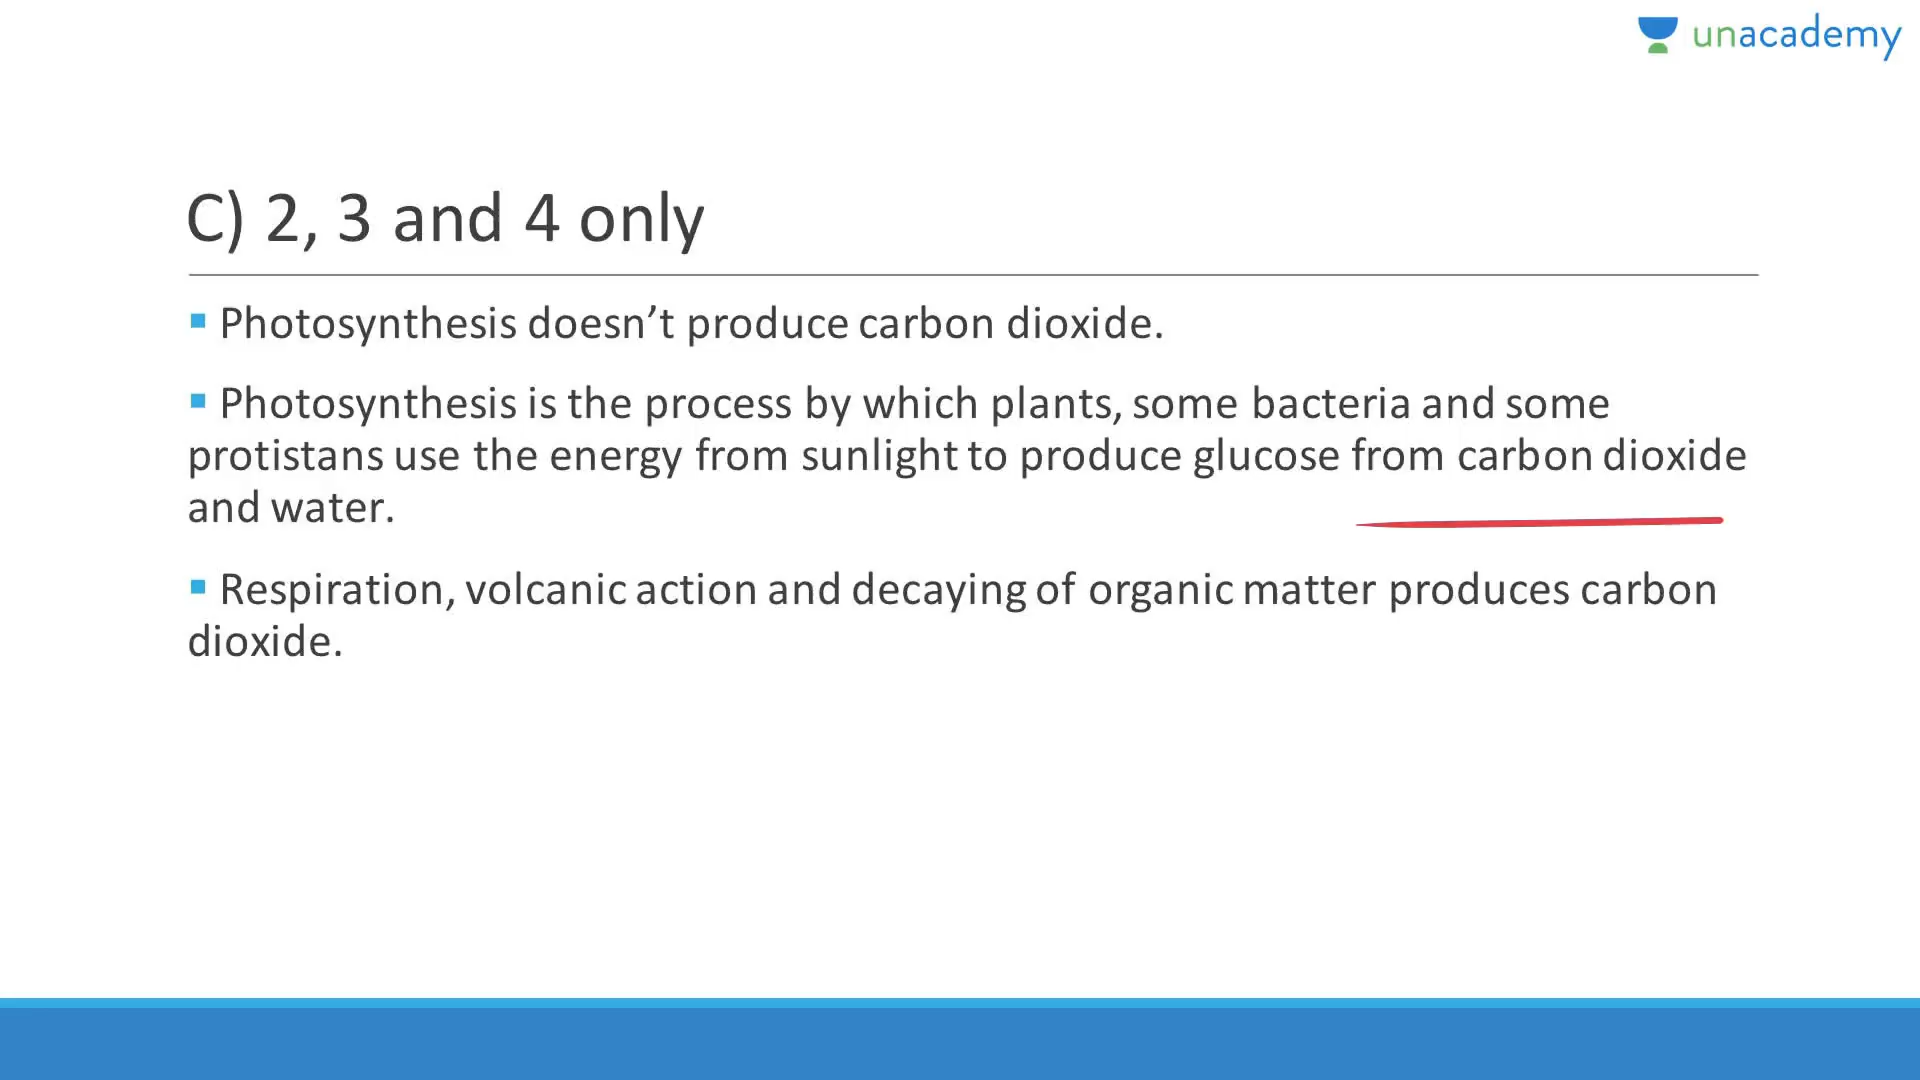 unacademy
C) 2, 3 and 4 only
▪ Photosynthesis doesn’t produce carbon dioxide.
▪ Photosynthesis is the process by which plants, some bacteria and some
protistans use the energy from sunlight to produce glucose from carbon dioxide
and water.
▪ Respiration, volcanic action and decaying of organic matter produces carbon
dioxide.